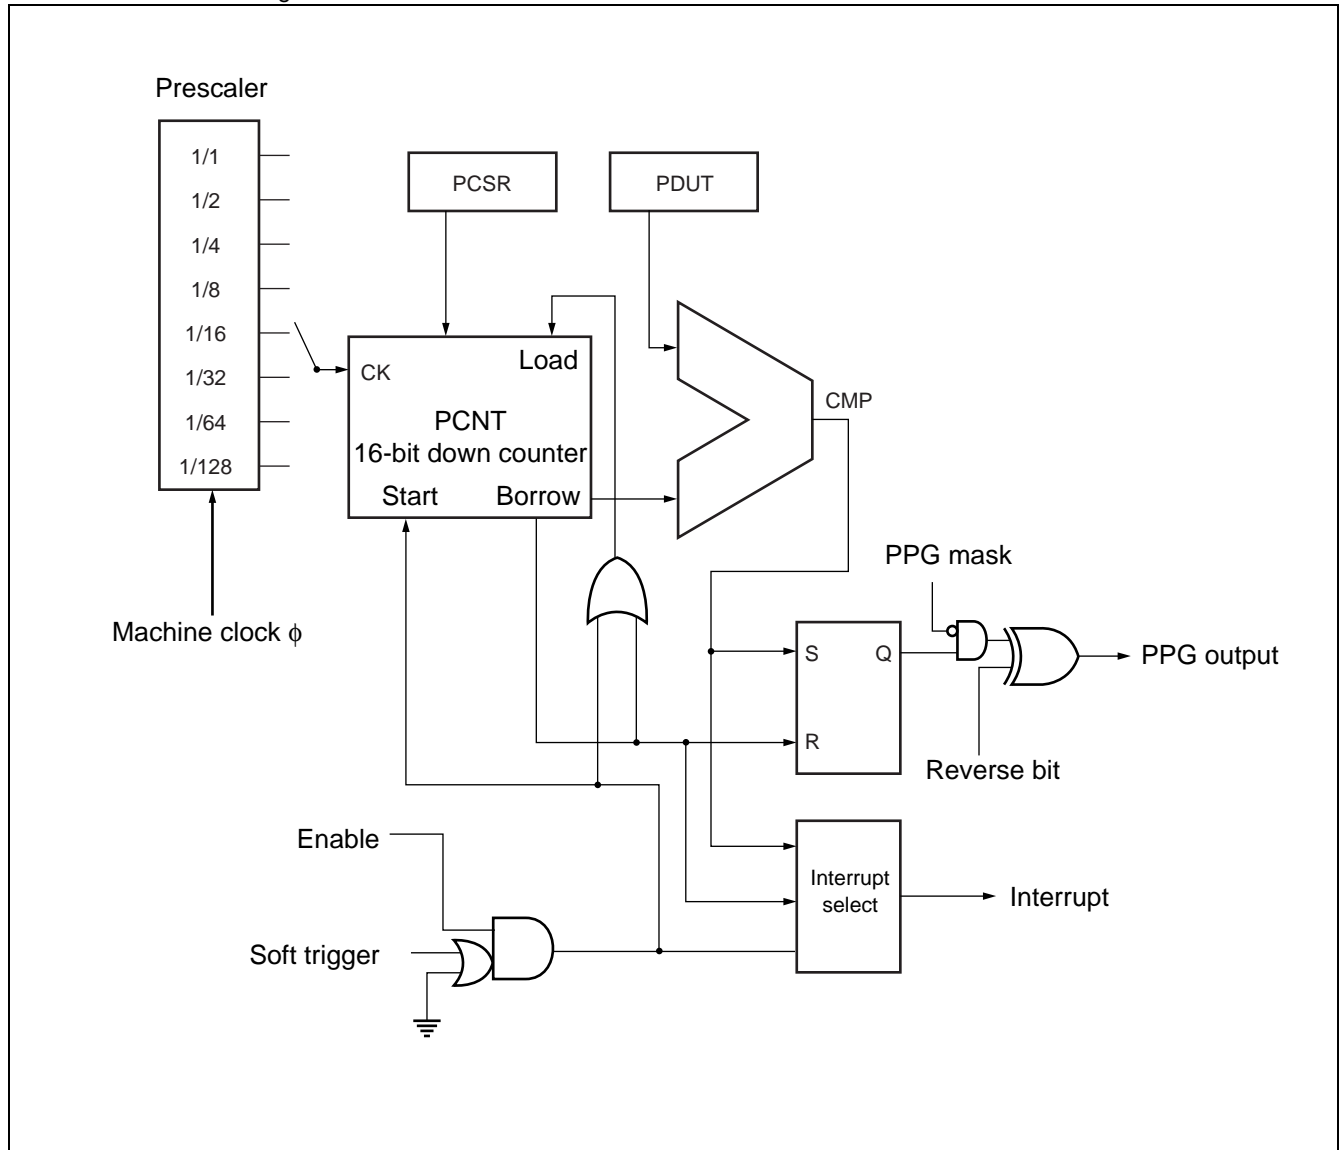 Prescaler
1/1
1/2
1/4
1/8
1/16
1/32
1/64
1/128
Machine clock ϕ
PCSR
PDUT
CK
Load
PCNT
16-bit down counter
Start
Borrow
CMP
PPG mask
S
Q
R
PPG output
Reverse bit
Enable
Soft trigger
Interrupt
select
Interrupt